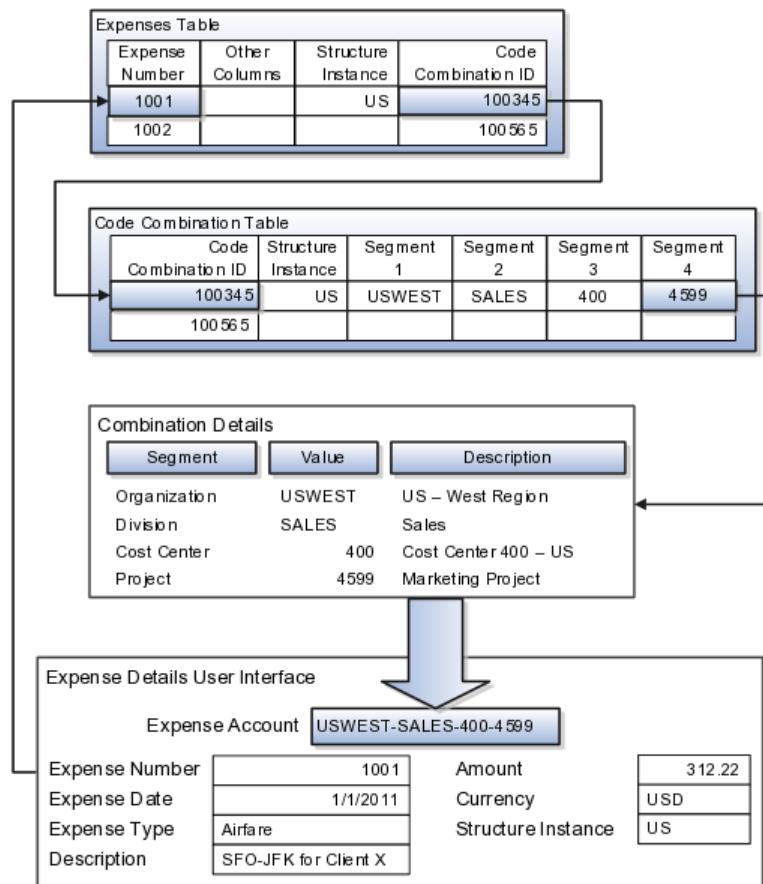 Expenses Table
Expense Number Other Columns Structure Instance Code Combination ID
1001 US 100345
1002 100565
Code Combination Table
Code Combination ID Structure Instance Segment 1 Segment 2 Segment 3 Segment 4
100345 US USWEST SALES 400 4599
100565
Combination Details
Segment Value Description
Organization USWEST US – West Region
Division SALES Sales
Cost Center 400 Cost Center 400 – US
Project 4599 Marketing Project
Expense Details User Interface
Expense Account USWEST-SALES-400-4599
Expense Number 1001 Amount 312.22
Expense Date 1/1/2011 Currency USD
Expense Type Airfare Structure Instance US
Description SFO-JFK for Client X